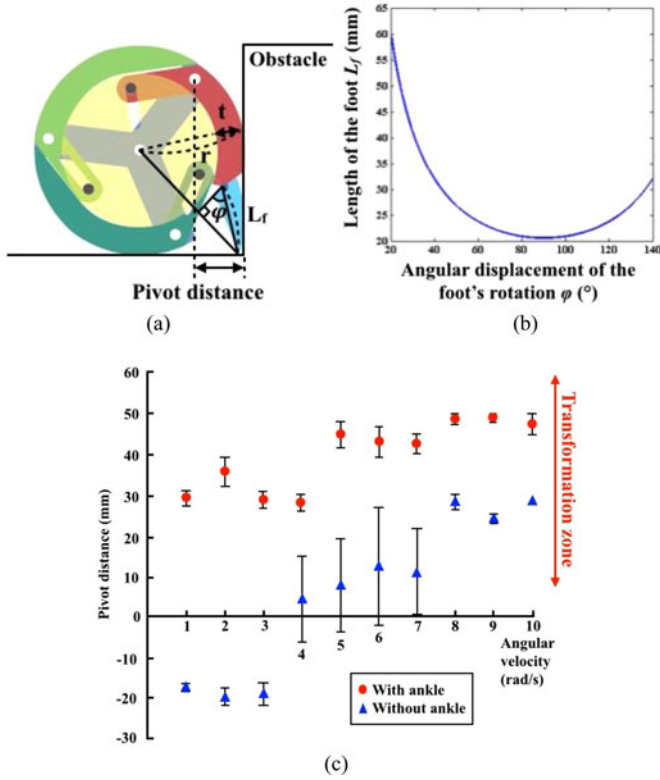 Obstacle
t
r
φ
L_f
Pivot distance
(a)
Length of the foot L_f (mm)
65
60
55
50
45
40
35
30
25
20
20
40
60
80
100
120
140
Angular displacement of the
foot's rotation φ (°)
(b)
Pivot distance (mm)
60
50
40
30
20
10
0
-10
-20
-30
1
2
3
4
5
6
7
8
9
10
Angular
velocity
(rad/s)
Transformation zone
With ankle
Without ankle
(c)